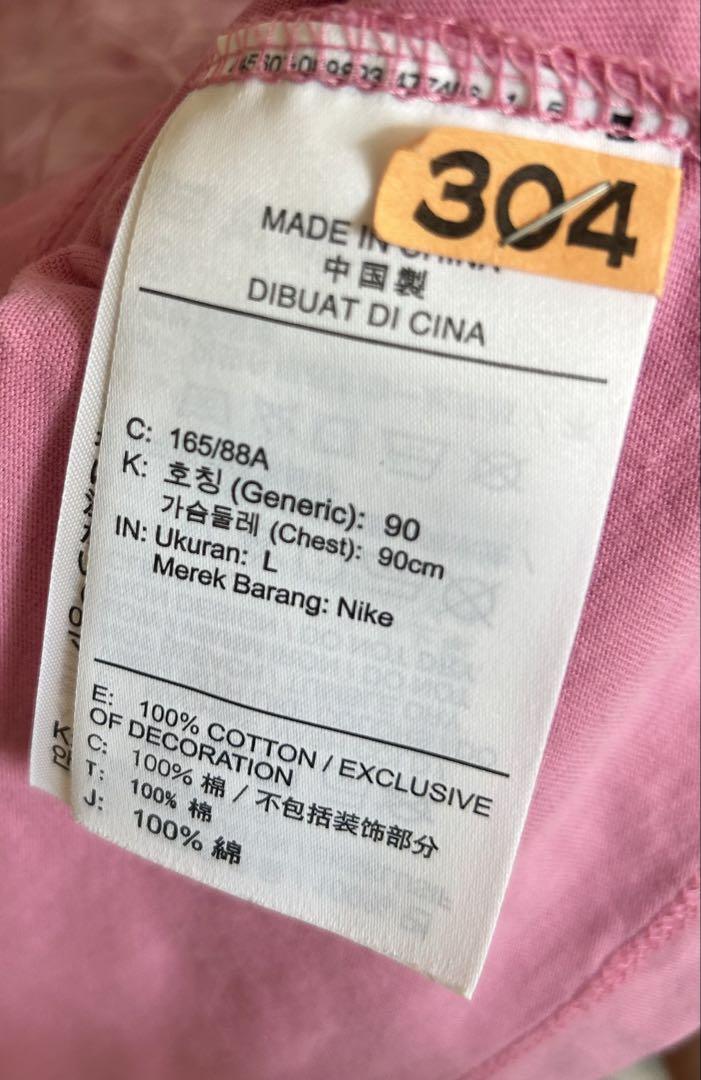 304
MADE IN CHINA
中国製
DIBUAT DI CINA
C: 165/88A
K: 호칭 (Generic): 90
가슴둘레 (Chest): 90cm
IN: Ukuran: L
Merek Barang: Nike
E: 100% COTTON / EXCLUSIVE
OF DECORATION
C: 100% 棉 / 不包括装饰部分
T: 100% 棉
J: 100% 綿